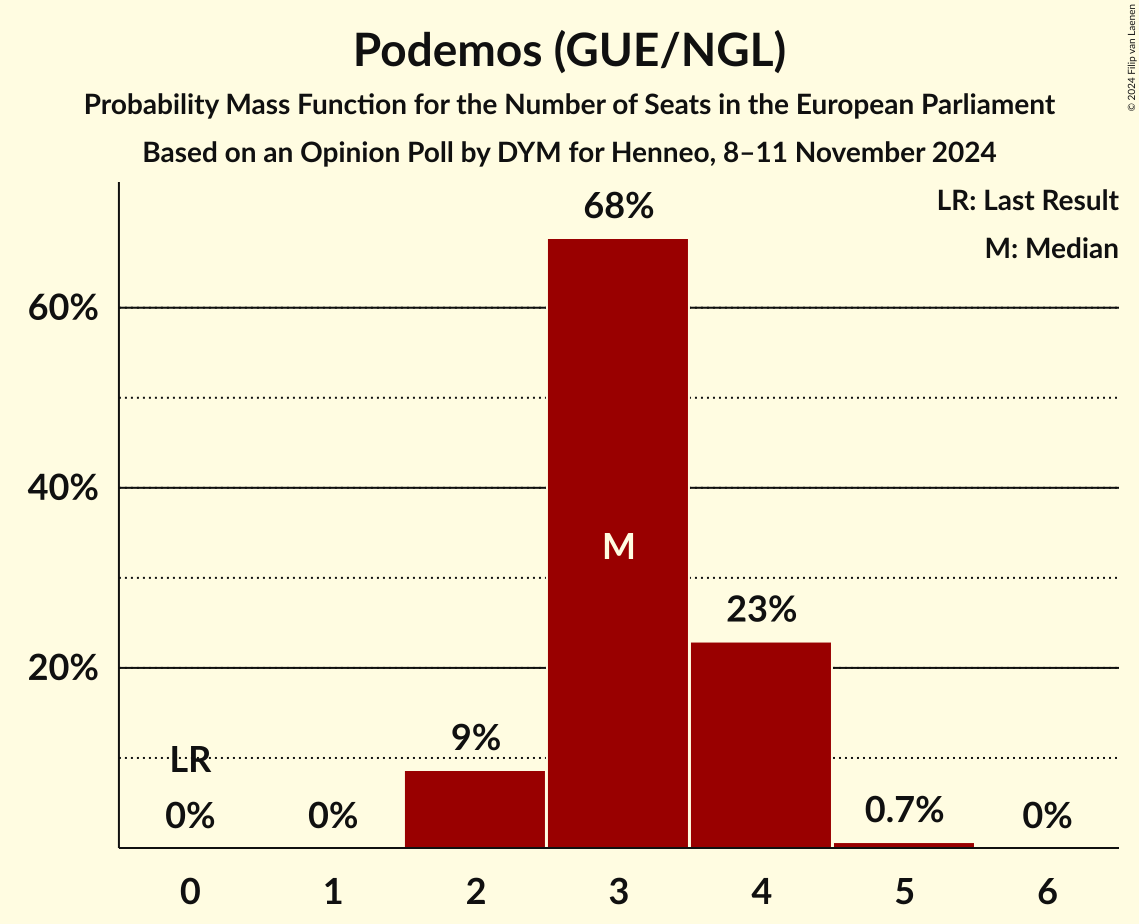 Podemos (GUE/NGL)
Probability Mass Function for the Number of Seats in the European Parliament
Based on an Opinion Poll by DYM for Henneo, 8–11 November 2024
© 2024 Filip van Laenen
LR: Last Result
M: Median
68%
60%
40%
M
23%
20%
9%
LR
0%
0%
0.7%
0%
0
1
2
3
4
5
6